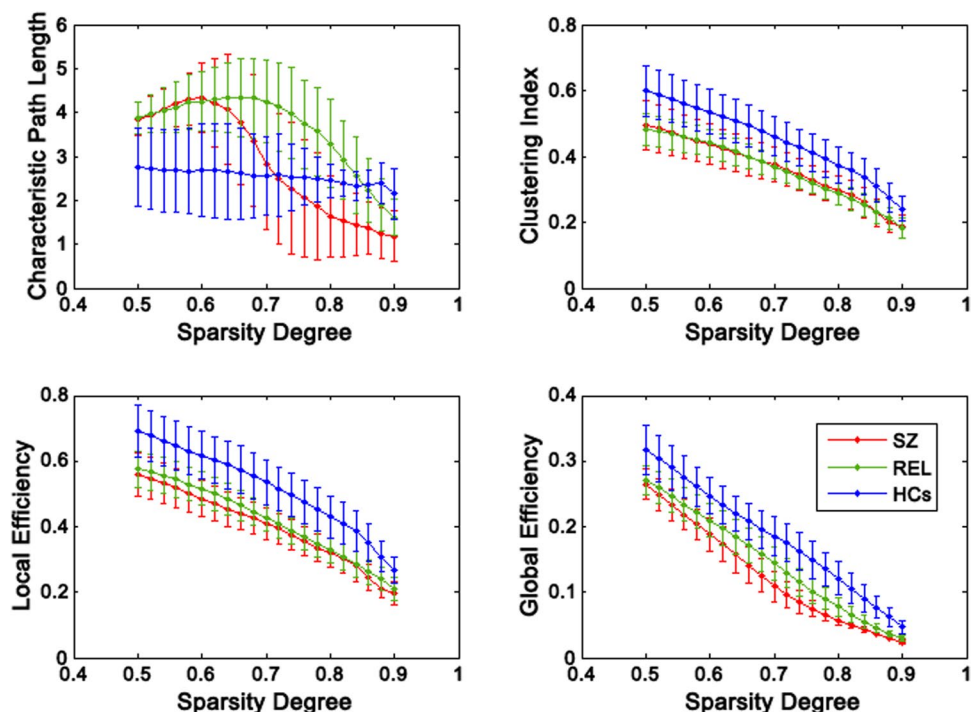 Characteristic Path Length
6
5
4
3
2
1
0
0.4 0.5 0.6 0.7 0.8 0.9 1
Sparsity Degree
Clustering Index
0.8
0.6
0.4
0.2
0
0.4 0.5 0.6 0.7 0.8 0.9 1
Sparsity Degree
Local Efficiency
0.8
0.6
0.4
0.2
0
0.4 0.5 0.6 0.7 0.8 0.9 1
Sparsity Degree
Global Efficiency
0.4
0.3
0.2
0.1
0
SZ
REL
HCs
0.4 0.5 0.6 0.7 0.8 0.9 1
Sparsity Degree